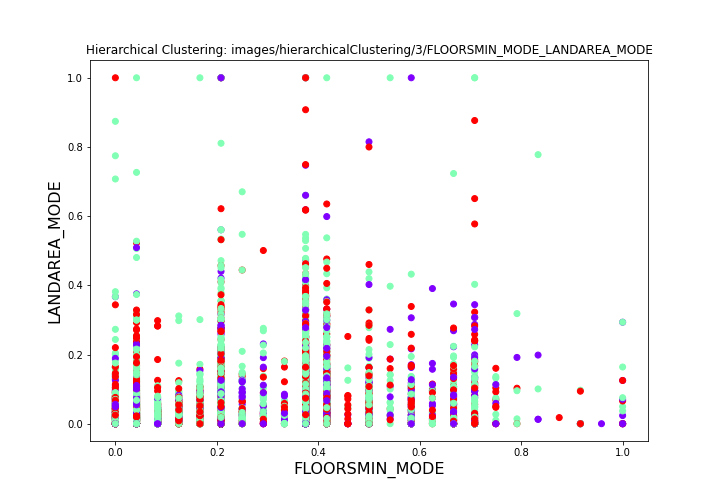 Hierarchical Clustering: images/hierarchicalClustering/3/FLOORSMIN_MODE_LANDAREA_MODE
1.0
0.8
0.6
0.4
0.2
0.0
LANDAREA_MODE
0.0 0.2 0.4 0.6 0.8 1.0
FLOORSMIN_MODE